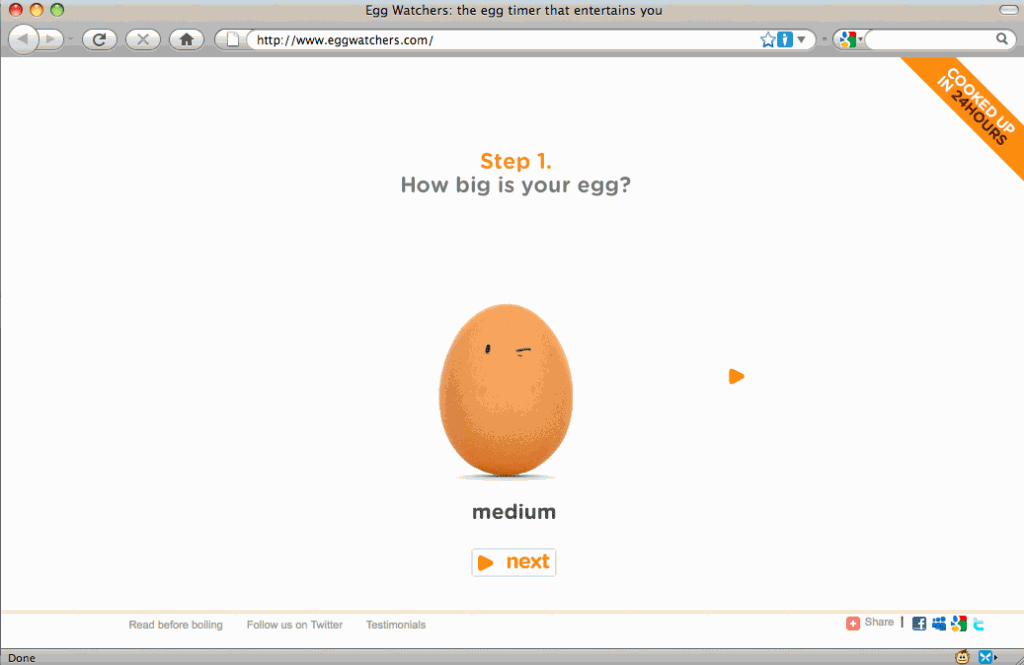 Egg Watchers: the egg timer that entertains you
http://www.eggwatchers.com/
COOKED UP
IN 24HOURS
Step 1.
How big is your egg?
medium
next
Read before boiling Follow us on Twitter Testimonials Share
Done